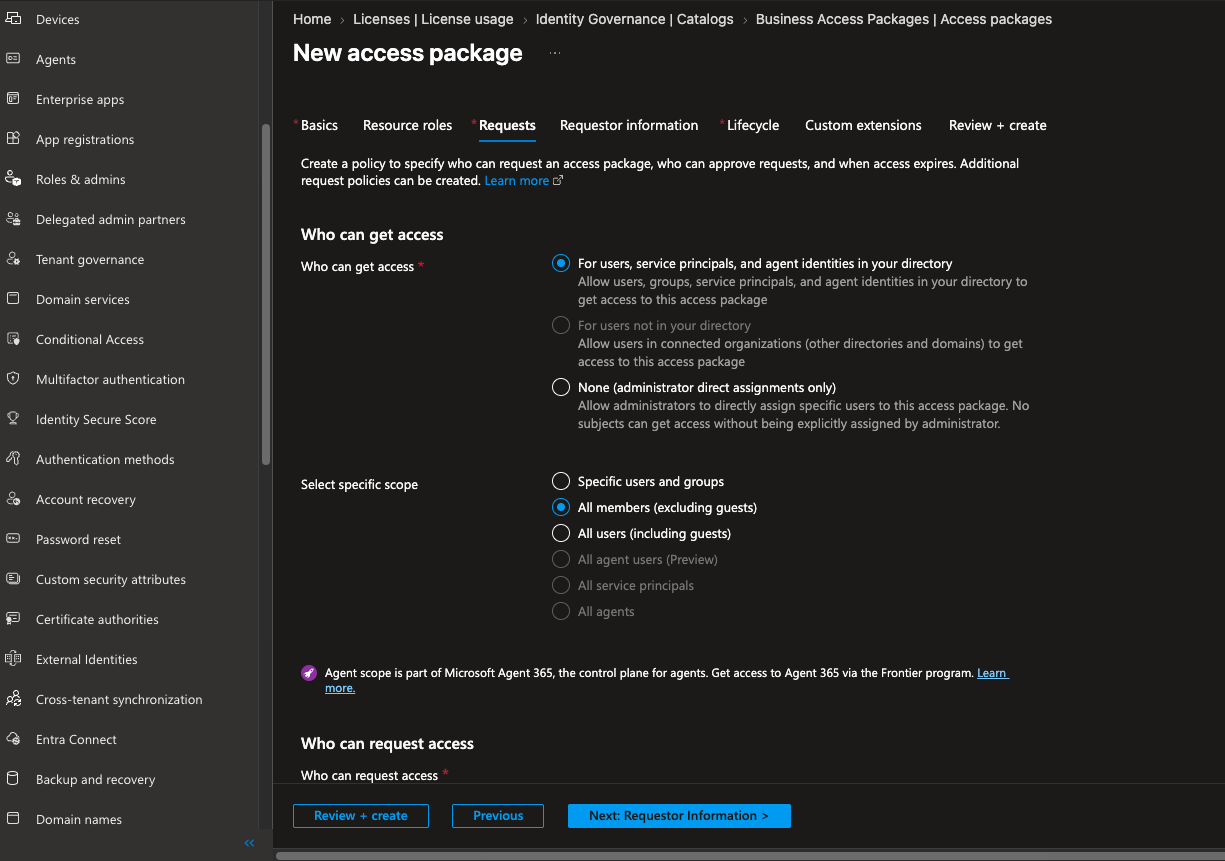 Devices
Agents
Enterprise apps
App registrations
Roles & admins
Delegated admin partners
Tenant governance
Domain services
Conditional Access
Multifactor authentication
Identity Secure Score
Authentication methods
Account recovery
Password reset
Custom security attributes
Certificate authorities
External Identities
Cross-tenant synchronization
Entra Connect
Backup and recovery
Domain names
«
Home > Licenses | License usage > Identity Governance | Catalogs > Business Access Packages | Access packages
New access package ...
* Basics Resource roles * Requests Requestor information * Lifecycle Custom extensions Review + create
Create a policy to specify who can request an access package, who can approve requests, and when access expires. Additional
request policies can be created. Learn more
Who can get access
Who can get access *
For users, service principals, and agent identities in your directory
Allow users, groups, service principals, and agent identities in your directory to
get access to this access package
For users not in your directory
Allow users in connected organizations (other directories and domains) to get
access to this access package
None (administrator direct assignments only)
Allow administrators to directly assign specific users to this access package. No
subjects can get access without being explicitly assigned by administrator.
Select specific scope
Specific users and groups
All members (excluding guests)
All users (including guests)
All agent users (Preview)
All service principals
All agents
Agent scope is part of Microsoft Agent 365, the control plane for agents. Get access to Agent 365 via the Frontier program. Learn
more.
Who can request access
Who can request access *
Review + create Previous Next: Requestor Information >